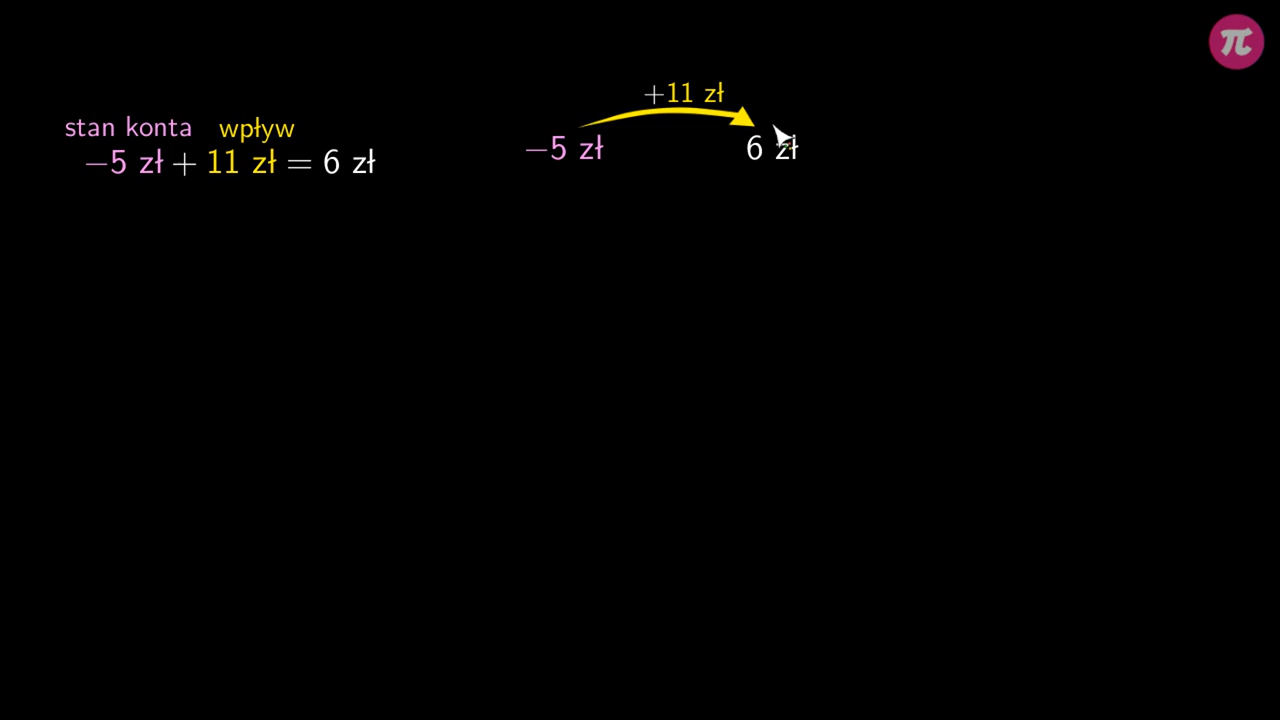 stan konta wpływ
−5 zł + 11 zł = 6 zł
+11 zł
−5 zł 6 zł
π